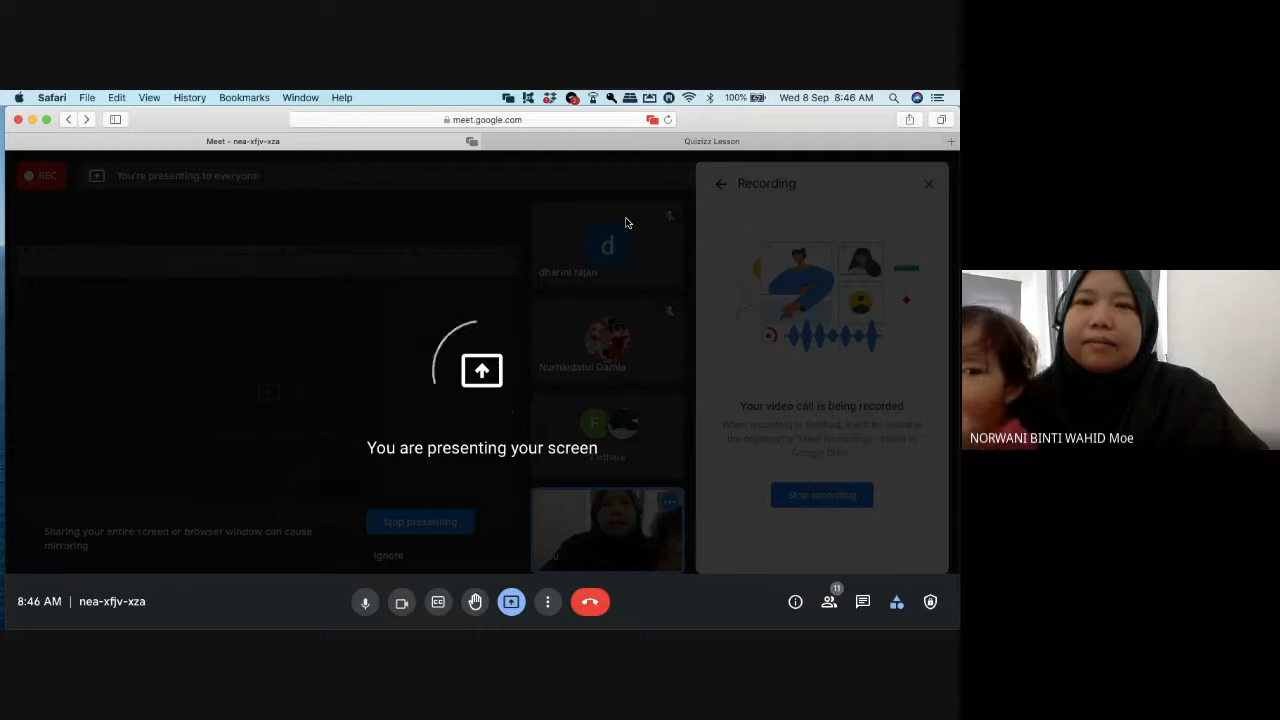 Safari File Edit View History Bookmarks Window Help 100% Wed 8 Sep 8:46 AM
meet.google.com
Meet - nea-xfjv-xza Quizizz Lesson
REC You're presenting to everyone
Recording
d
dharini rajan
Nurhaidatul Damia
F
Your video call is being recorded
You are presenting your screen
Stop recording
Stop presenting
Sharing your entire screen or browser window can cause
mirroring
Ignore
8:46 AM | nea-xfjv-xza
CC
11
NORWANI BINTI WAHID Moe